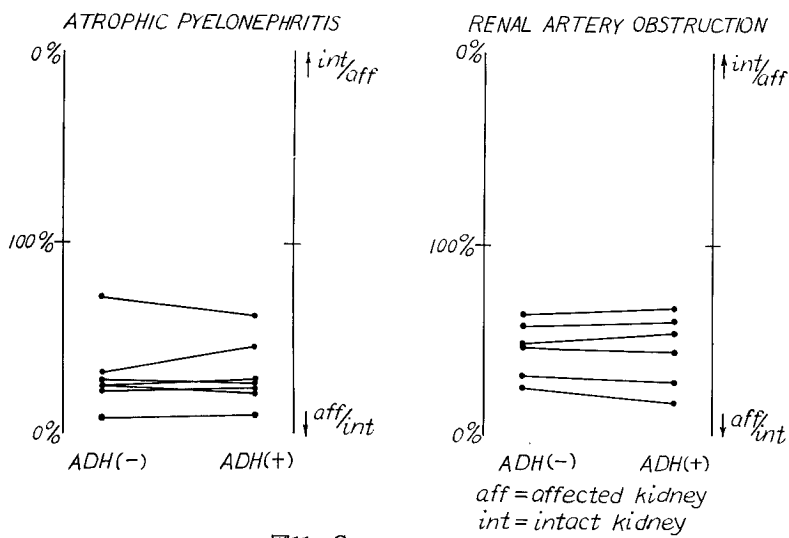 ATROPHIC PYELONEPHRITIS
0%
↑ int/aff
100%
0%
↓ aff/int
ADH(-) ADH(+)
RENAL ARTERY OBSTRUCTION
0%
↑ int/aff
100%
0%
↓ aff/int
ADH(-) ADH(+)
aff = affected kidney
int = intact kidney